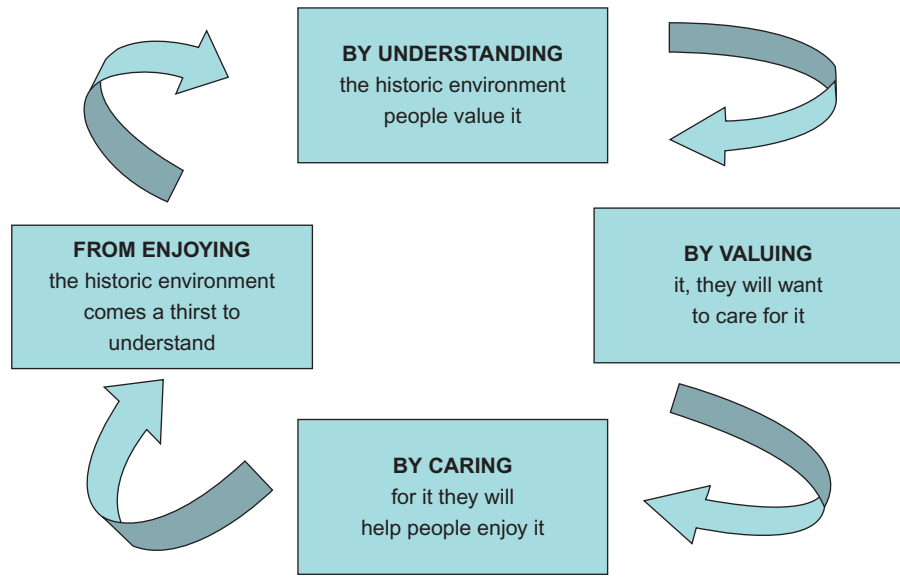 BY UNDERSTANDING
the historic environment
people value it
BY VALUING
it, they will want
to care for it
BY CARING
for it they will
help people enjoy it
FROM ENJOYING
the historic environment
comes a thirst to
understand